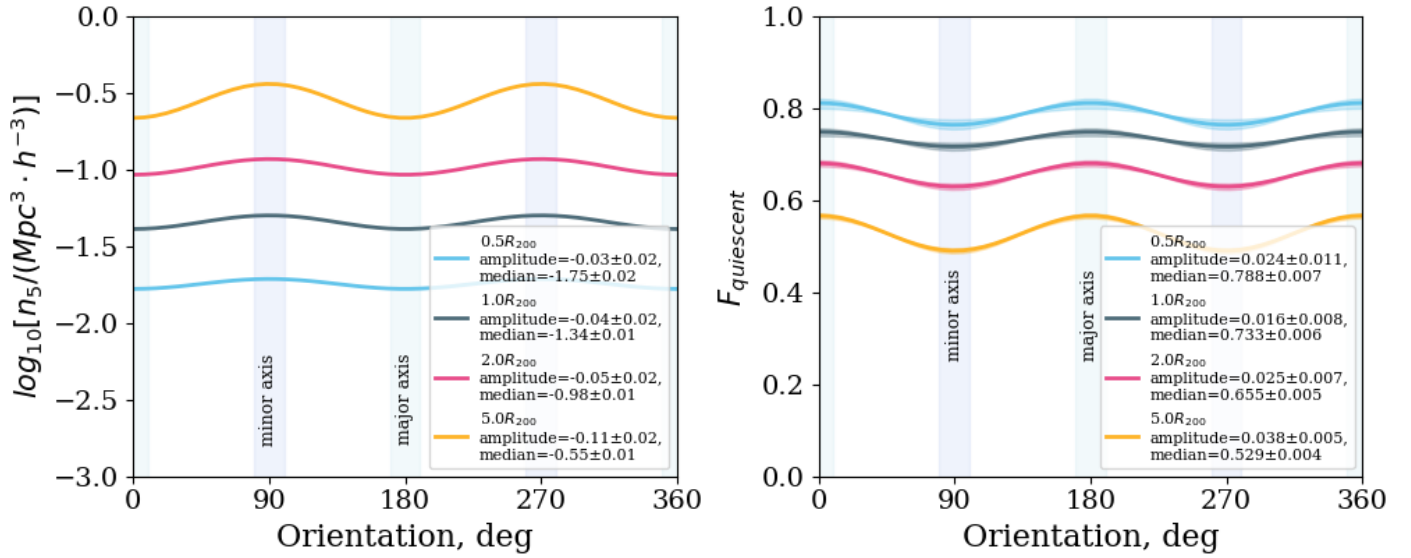 0.0
−0.5
−1.0
−1.5
−2.0
−2.5
−3.0
log₁₀[n₅/(Mpc³ · h⁻³)]
minor axis
major axis
0.5R₂₀₀
amplitude=-0.03±0.02,
median=-1.75±0.02
1.0R₂₀₀
amplitude=-0.04±0.02,
median=-1.34±0.01
2.0R₂₀₀
amplitude=-0.05±0.02,
median=-0.98±0.01
5.0R₂₀₀
amplitude=-0.11±0.02,
median=-0.55±0.01
0 90 180 270 360
Orientation, deg
1.0
0.8
0.6
0.4
0.2
0.0
F_quiescent
minor axis
major axis
0.5R₂₀₀
amplitude=0.024±0.011,
median=0.788±0.007
1.0R₂₀₀
amplitude=0.016±0.008,
median=0.733±0.006
2.0R₂₀₀
amplitude=0.025±0.007,
median=0.655±0.005
5.0R₂₀₀
amplitude=0.038±0.005,
median=0.529±0.004
0 90 180 270 360
Orientation, deg